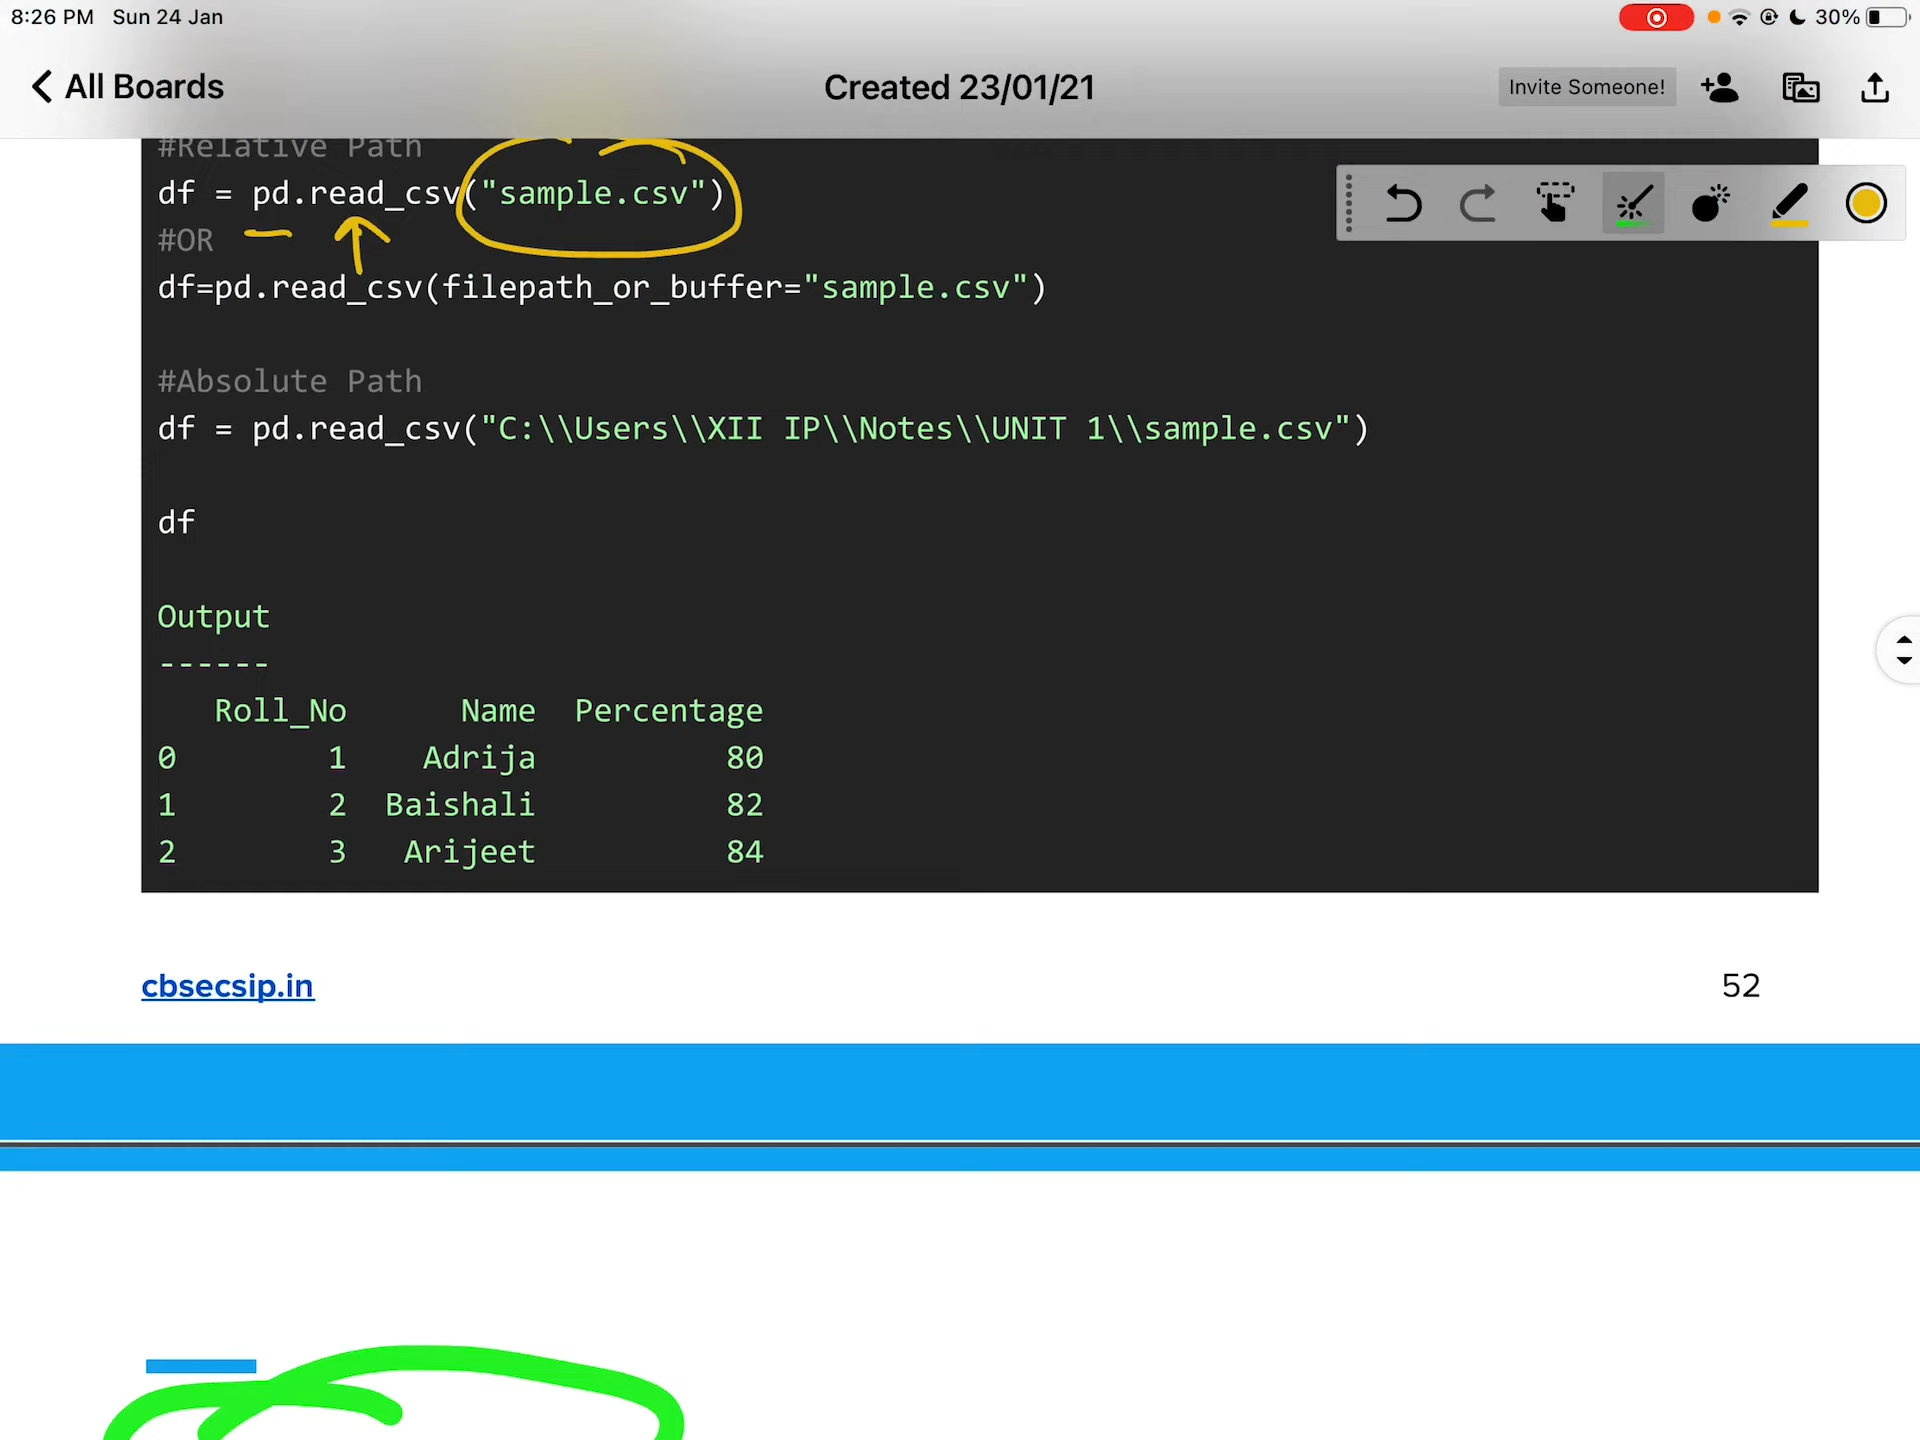 8:26 PM Sun 24 Jan 30%
All Boards Created 23/01/21 Invite Someone!
#Relative Path
df = pd.read_csv("sample.csv")
#OR
df=pd.read_csv(filepath_or_buffer="sample.csv")
#Absolute Path
df = pd.read_csv("C:\\Users\\XII IP\\Notes\\UNIT 1\\sample.csv")
df
Output
------
Roll_No Name Percentage
0 1 Adrija 80
1 2 Baishali 82
2 3 Arijeet 84
cbsecsip.in 52